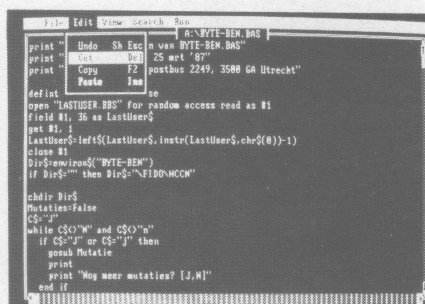 File Edit View Search Run
A:\BYTE-BEN.BAS
print " Undo Sh Esc n van BYTE-BEN.BAS"
print " Cut Del 25 mrt '87"
print " Copy F2 postbus 2249, 3500 GA Utrecht"
Paste Ins
defint se
open "LASTUSER.BBS" for random access read as #1
field #1, 36 as LastUser$
get #1, 1
LastUser$=left$(LastUser$,instr(LastUser$,chr$(0))-1)
close #1
Dir$=environ$("BYTE-BEN")
if Dir$="" then Dir$="\FIDO\HCCN"
chdir Dir$
Mutaties=False
C$="J"
while C$<>"N" and C$<>"n"
if C$="J" or C$="j" then
gosub Mutatie
print
print "Nog meer mutaties? [J,N]"
end if